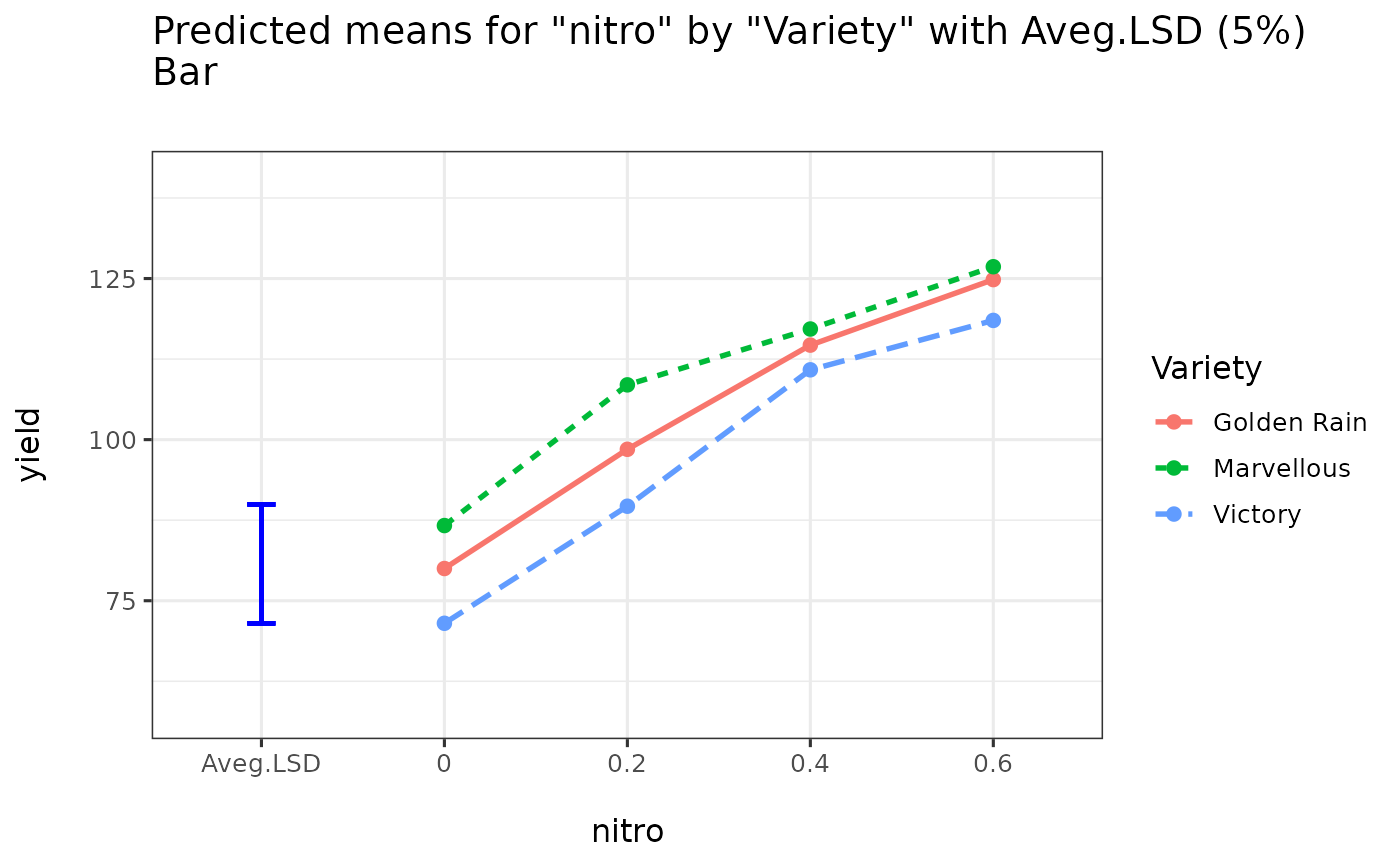 Predicted means for "nitro" by "Variety" with Aveg.LSD (5%)
Bar
yield
125
100
75
Aveg.LSD
0
0.2
0.4
0.6
nitro
Variety
Golden Rain
Marvellous
Victory